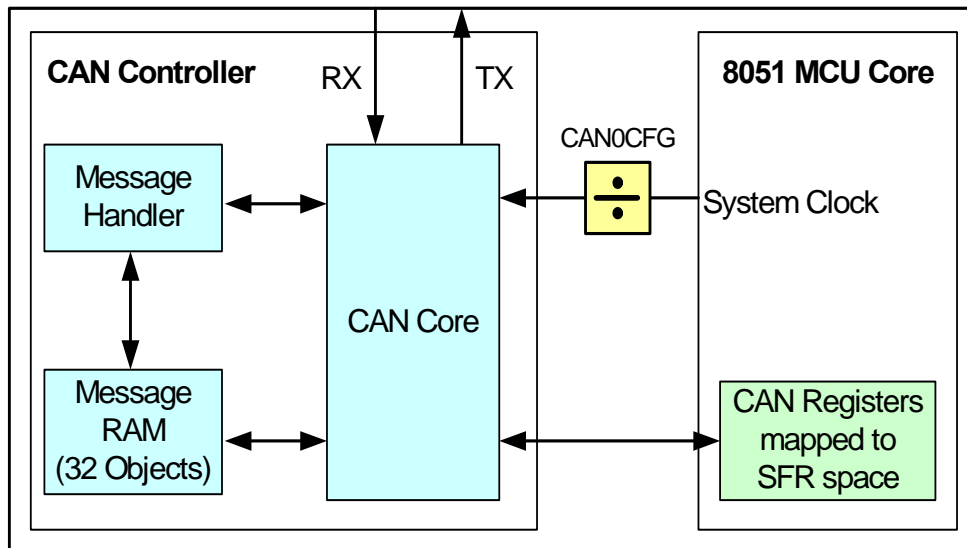 CAN Controller
RX
TX
8051 MCU Core
CAN0CFG
Message
Handler
÷
System Clock
CAN Core
Message
RAM
(32 Objects)
CAN Registers
mapped to
SFR space